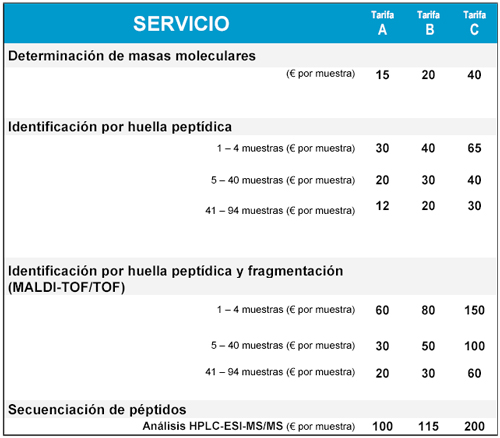 SERVICIO Tarifa A Tarifa B Tarifa C
Determinación de masas moleculares
(€ por muestra) 15 20 40
Identificación por huella peptídica
1 – 4 muestras (€ por muestra) 30 40 65
5 – 40 muestras (€ por muestra) 20 30 40
41 – 94 muestras (€ por muestra) 12 20 30
Identificación por huella peptídica y fragmentación
(MALDI-TOF/TOF)
1 – 4 muestras (€ por muestra) 60 80 150
5 – 40 muestras (€ por muestra) 30 50 100
41 – 94 muestras (€ por muestra) 20 30 60
Secuenciación de péptidos
Análisis HPLC-ESI-MS/MS (€ por muestra) 100 115 200